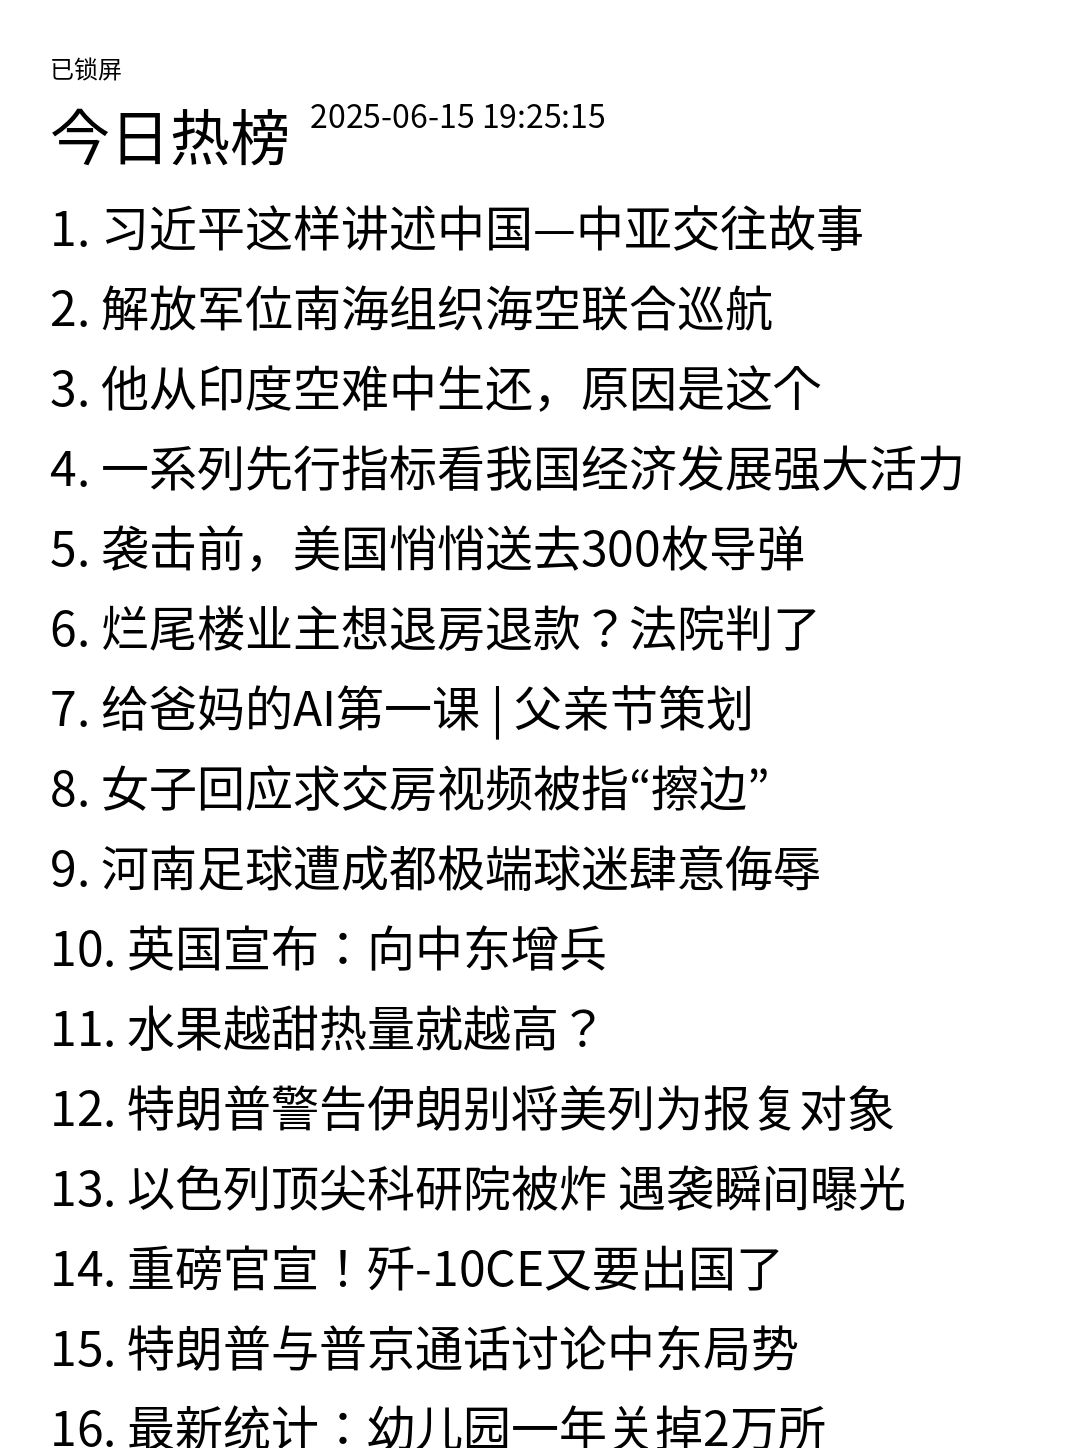 已锁屏
今日热榜 2025-06-15 19:25:15
1. 习近平这样讲述中国—中亚交往故事
2. 解放军位南海组织海空联合巡航
3. 他从印度空难中生还，原因是这个
4. 一系列先行指标看我国经济发展强大活力
5. 袭击前，美国悄悄送去300枚导弹
6. 烂尾楼业主想退房退款？法院判了
7. 给爸妈的AI第一课 | 父亲节策划
8. 女子回应求交房视频被指“擦边”
9. 河南足球遭成都极端球迷肆意侮辱
10. 英国宣布：向中东增兵
11. 水果越甜热量就越高？
12. 特朗普警告伊朗别将美列为报复对象
13. 以色列顶尖科研院被炸 遇袭瞬间曝光
14. 重磅官宣！歼-10CE又要出国了
15. 特朗普与普京通话讨论中东局势
16. 最新统计：幼儿园一年关掉2万所